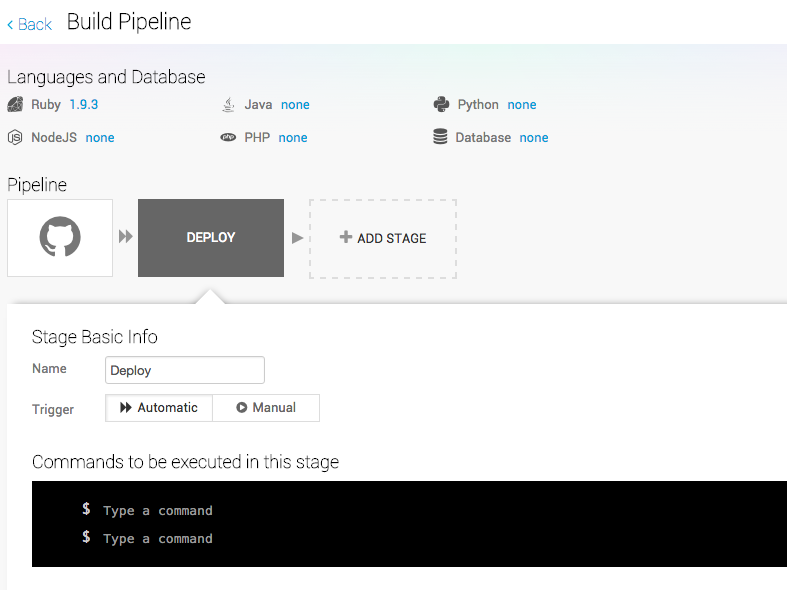 Back Build Pipeline
Languages and Database
Ruby 1.9.3 Java none Python none
NodeJS none PHP none Database none
Pipeline
DEPLOY ADD STAGE
Stage Basic Info
Name Deploy
Trigger Automatic Manual
Commands to be executed in this stage
$ Type a command
$ Type a command